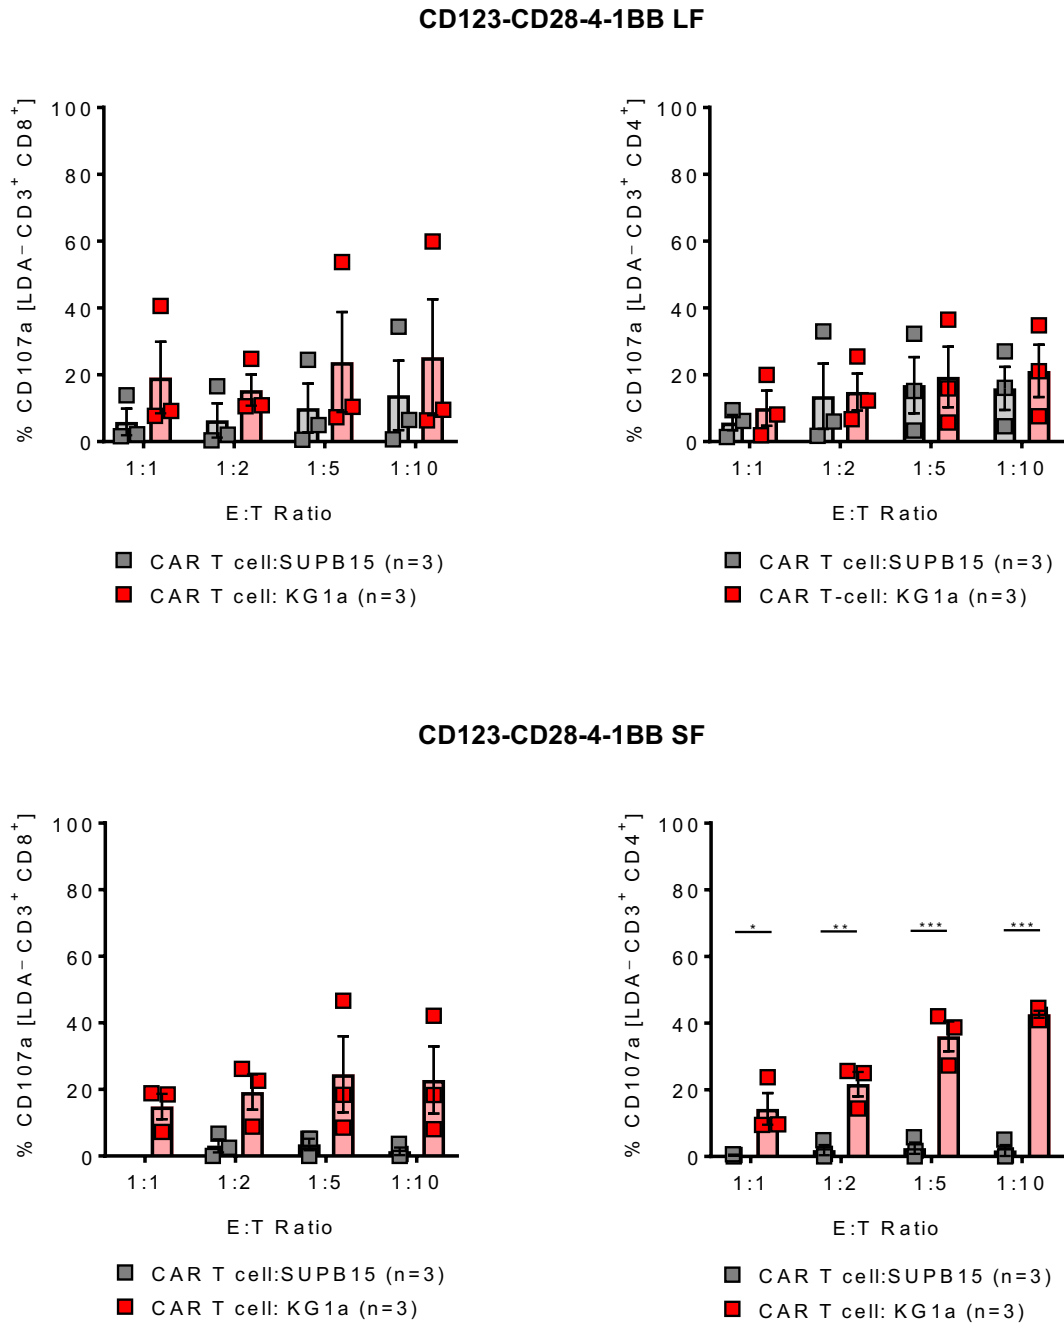 CD123-CD28-4-1BB LF
% CD107a [LDA⁻ CD3⁺ CD8⁺]
100
80
60
40
20
0
1:1 1:2 1:5 1:10
E:T Ratio
CAR T cell:SUPB15 (n=3)
CAR T cell: KG1a (n=3)
% CD107a [LDA⁻ CD3⁺ CD4⁺]
100
80
60
40
20
0
1:1 1:2 1:5 1:10
E:T Ratio
CAR T cell:SUPB15 (n=3)
CAR T-cell: KG1a (n=3)
CD123-CD28-4-1BB SF
% CD107a [LDA⁻ CD3⁺ CD8⁺]
100
80
60
40
20
0
1:1 1:2 1:5 1:10
E:T Ratio
CAR T cell:SUPB15 (n=3)
CAR T cell: KG1a (n=3)
% CD107a [LDA⁻ CD3⁺ CD4⁺]
100
80
60
40
20
0
* ** *** ***
1:1 1:2 1:5 1:10
E:T Ratio
CAR T cell:SUPB15 (n=3)
CAR T cell: KG1a (n=3)